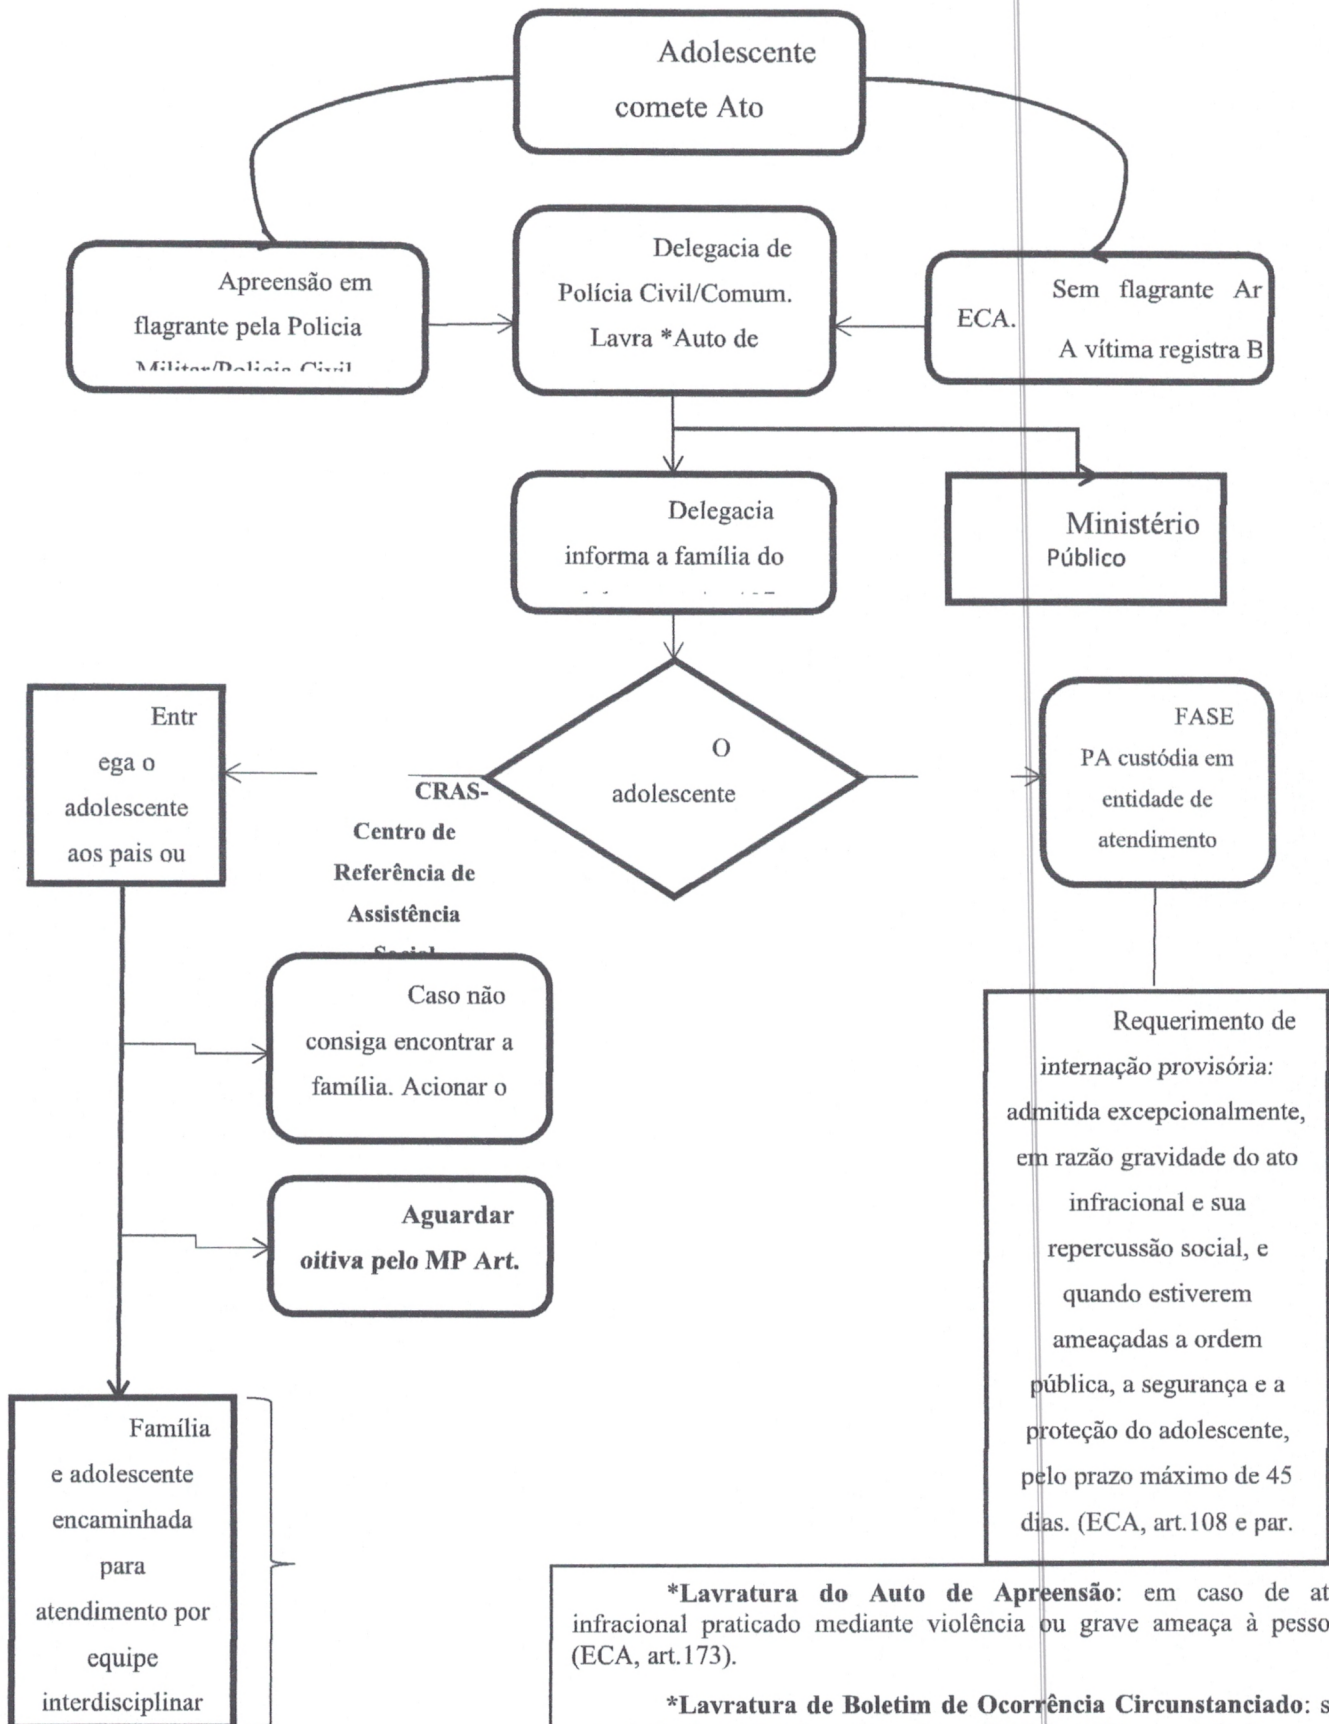 Adolescente
comete Ato
Apreensão em
flagrante pela Policia
Militar/Policia Civil
Delegacia de
Polícia Civil/Comum.
Lavra *Auto de
Sem flagrante Ar
ECA.
A vítima registra B
Delegacia
informa a família do
Ministério
Público
Entr
ega o
adolescente
aos pais ou
CRAS-
Centro de
Referência de
Assistência
Social
O
adolescente
FASE
PA custódia em
entidade de
atendimento
Caso não
consiga encontrar a
família. Acionar o
Aguardar
oitiva pelo MP Art.
Requerimento de
internação provisória:
admitida excepcionalmente,
em razão gravidade do ato
infracional e sua
repercussão social, e
quando estiverem
ameaçadas a ordem
pública, a segurança e a
proteção do adolescente,
pelo prazo máximo de 45
dias. (ECA, art.108 e par.
Família
e adolescente
encaminhada
para
atendimento por
equipe
interdisciplinar
*Lavratura do Auto de Apreensão: em caso de at
infracional praticado mediante violência ou grave ameaça à pesso
(ECA, art.173).
*Lavratura de Boletim de Ocorrência Circunstanciado: s